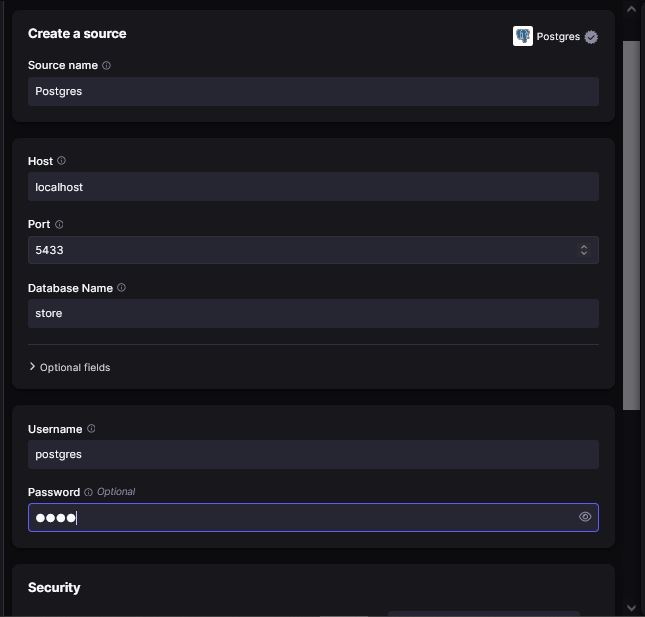 Create a source
Postgres
Source name
Postgres
Host
localhost
Port
5433
Database Name
store
Optional fields
Username
postgres
Password Optional
Security